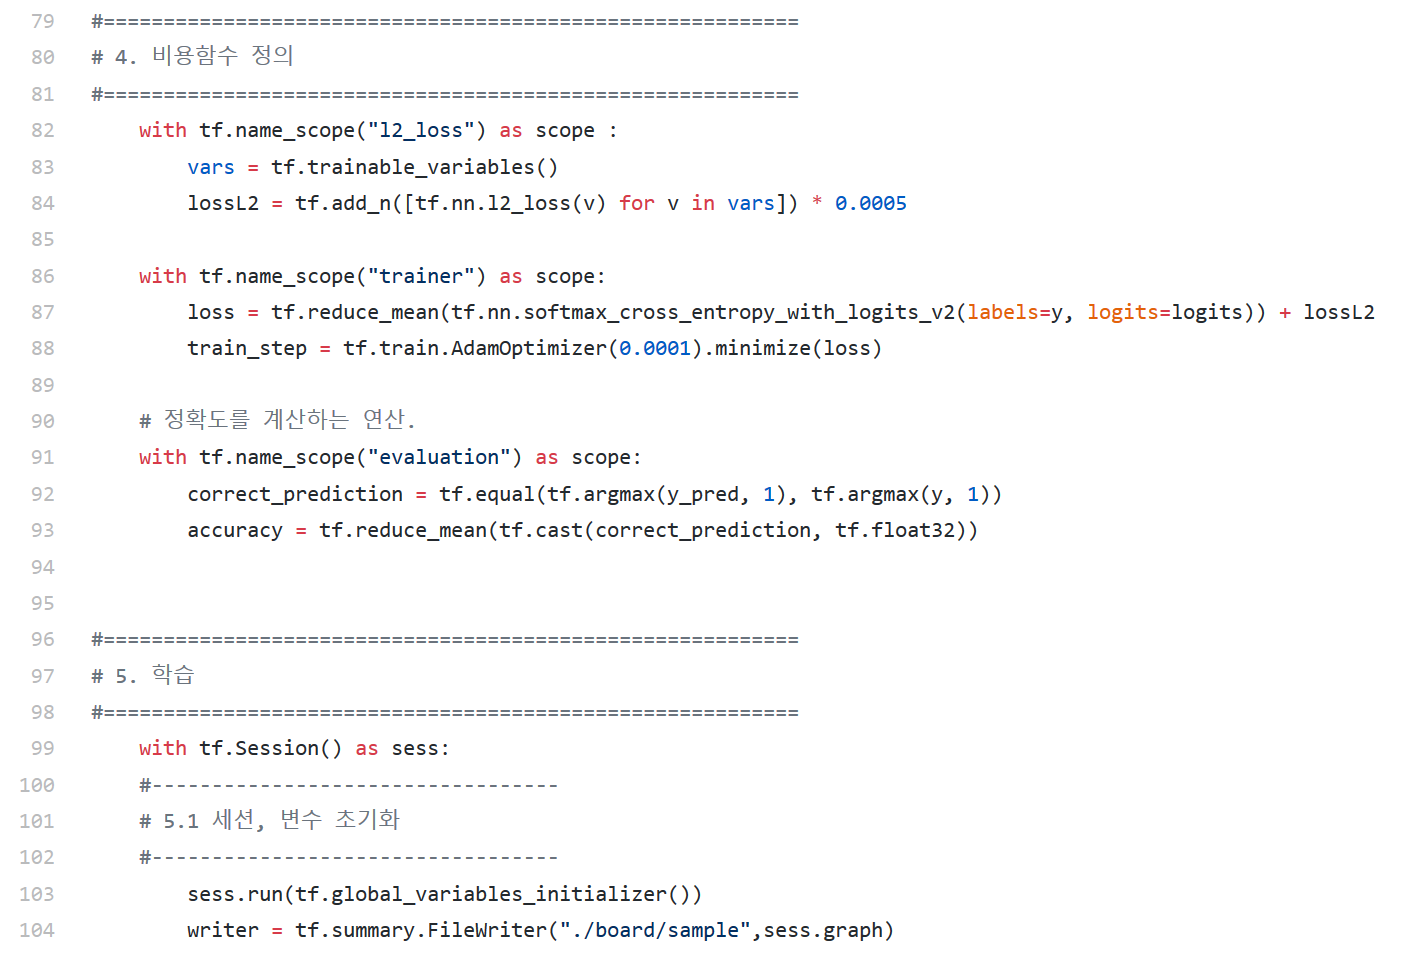 79 #==========================================================
80 # 4. 비용함수 정의
81 #==========================================================
82     with tf.name_scope("l2_loss") as scope :
83         vars = tf.trainable_variables()
84         lossL2 = tf.add_n([tf.nn.l2_loss(v) for v in vars]) * 0.0005
85
86     with tf.name_scope("trainer") as scope:
87         loss = tf.reduce_mean(tf.nn.softmax_cross_entropy_with_logits_v2(labels=y, logits=logits)) + lossL2
88         train_step = tf.train.AdamOptimizer(0.0001).minimize(loss)
89
90     # 정확도를 계산하는 연산.
91     with tf.name_scope("evaluation") as scope:
92         correct_prediction = tf.equal(tf.argmax(y_pred, 1), tf.argmax(y, 1))
93         accuracy = tf.reduce_mean(tf.cast(correct_prediction, tf.float32))
94
95
96 #==========================================================
97 # 5. 학습
98 #==========================================================
99     with tf.Session() as sess:
100     #----------------------------------
101     # 5.1 세션, 변수 초기화
102     #----------------------------------
103         sess.run(tf.global_variables_initializer())
104         writer = tf.summary.FileWriter("./board/sample",sess.graph)